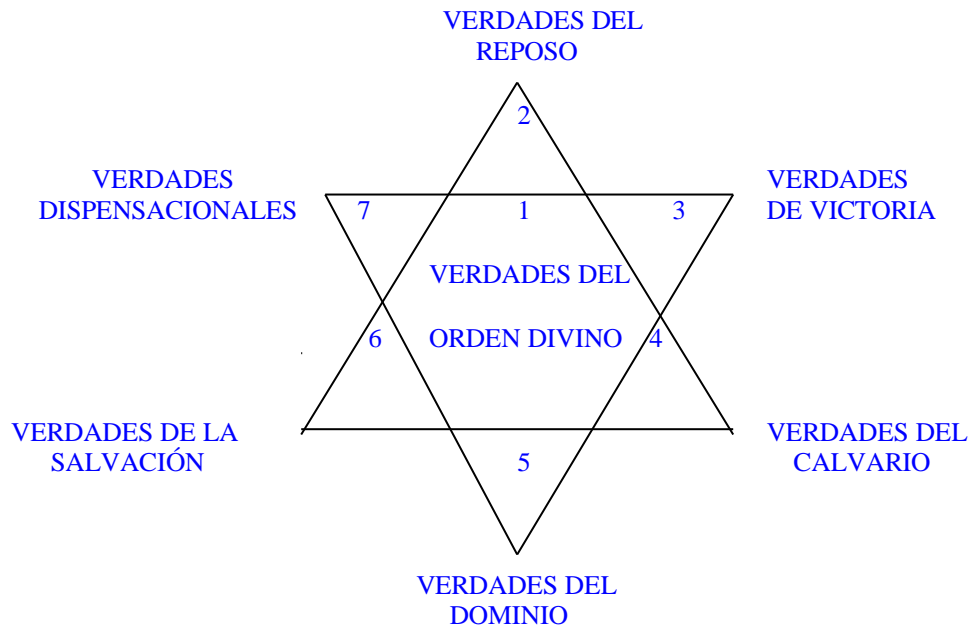 VERDADES DEL
REPOSO
2
VERDADES
DISPENSACIONALES
7
1
3
VERDADES
DE VICTORIA
VERDADES DEL
ORDEN DIVINO
6
4
VERDADES DE LA
SALVACIÓN
5
VERDADES DEL
CALVARIO
VERDADES DEL
DOMINIO